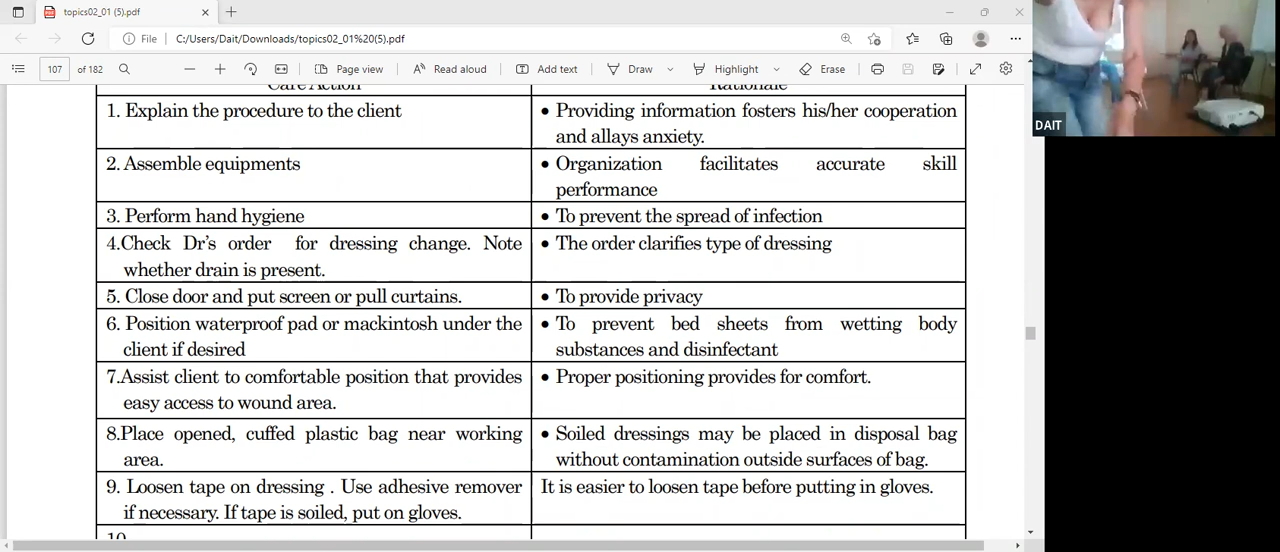 topics02_01 (5).pdf
File
C:/Users/Dait/Downloads/topics02_01%20(5).pdf
107 of 182
Page view
Read aloud
Add text
Draw
Highlight
Erase
Care Action
Rationale
1. Explain the procedure to the client
• Providing information fosters his/her cooperation
and allays anxiety.
2. Assemble equipments
• Organization facilitates accurate skill
performance
3. Perform hand hygiene
• To prevent the spread of infection
4.Check Dr's order for dressing change. Note
whether drain is present.
• The order clarifies type of dressing
5. Close door and put screen or pull curtains.
• To provide privacy
6. Position waterproof pad or mackintosh under the
client if desired
• To prevent bed sheets from wetting body
substances and disinfectant
7.Assist client to comfortable position that provides
easy access to wound area.
• Proper positioning provides for comfort.
8.Place opened, cuffed plastic bag near working
area.
• Soiled dressings may be placed in disposal bag
without contamination outside surfaces of bag.
9. Loosen tape on dressing . Use adhesive remover
if necessary. If tape is soiled, put on gloves.
It is easier to loosen tape before putting in gloves.
10
DAIT